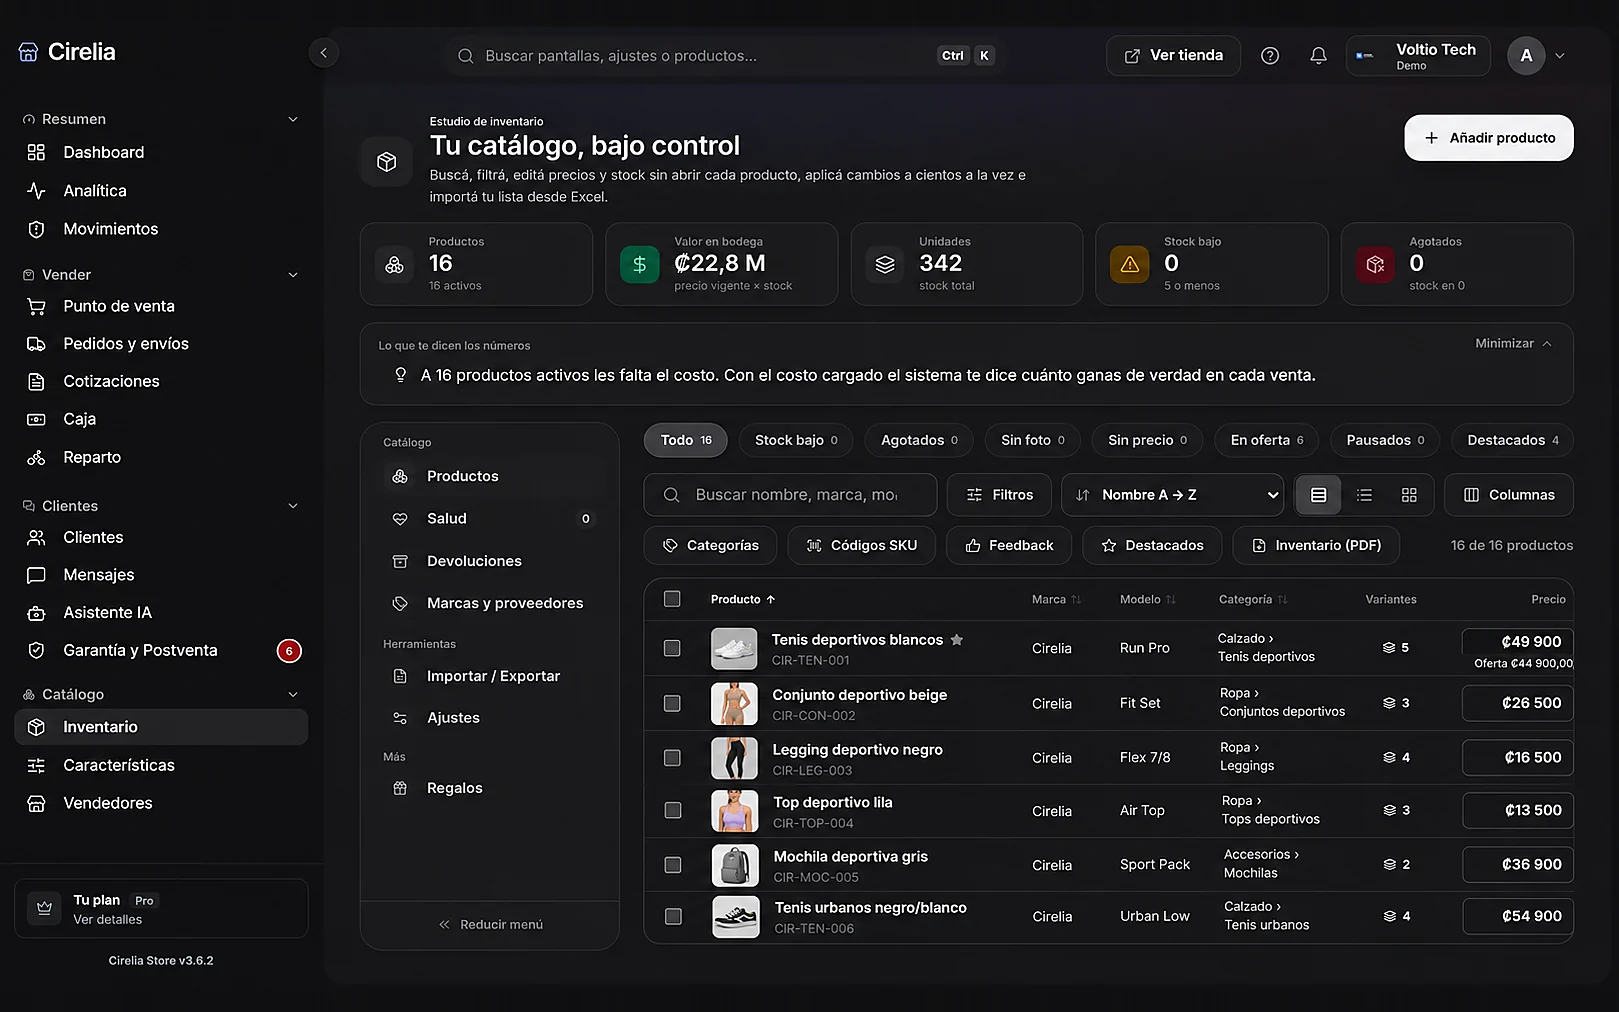 Cirelia
Buscar pantallas, ajustes o productos...
Ctrl K
Ver tienda
Voltio Tech
Demo
A
Resumen
Dashboard
Analítica
Movimientos
Vender
Punto de venta
Pedidos y envíos
Cotizaciones
Caja
Reparto
Clientes
Clientes
Mensajes
Asistente IA
Garantía y Postventa 6
Catálogo
Inventario
Características
Vendedores
Tu plan Pro
Ver detalles
Cirelia Store v3.6.2
Estudio de inventario
Tu catálogo, bajo control
Buscá, filtrá, editá precios y stock sin abrir cada producto, aplicá cambios a cientos a la vez e
importá tu lista desde Excel.
Añadir producto
Productos
16
16 activos
Valor en bodega
₡22,8 M
precio vigente × stock
Unidades
342
stock total
Stock bajo
0
5 o menos
Agotados
0
stock en 0
Lo que te dicen los números
Minimizar
A 16 productos activos les falta el costo. Con el costo cargado el sistema te dice cuánto ganas de verdad en cada venta.
Catálogo
Productos
Salud 0
Devoluciones
Marcas y proveedores
Herramientas
Importar / Exportar
Ajustes
Más
Regalos
Reducir menú
Todo 16
Stock bajo 0
Agotados 0
Sin foto 0
Sin precio 0
En oferta 6
Pausados 0
Destacados 4
Buscar nombre, marca, mo
Filtros
Nombre A → Z
Columnas
Categorías
Códigos SKU
Feedback
Destacados
Inventario (PDF)
16 de 16 productos
Producto ↑ Marca Modelo Categoría Variantes Precio
Tenis deportivos blancos
CIR-TEN-001
Cirelia
Run Pro
Calzado ›
Tenis deportivos
5
₡49 900
Oferta ₡44 900,00
Conjunto deportivo beige
CIR-CON-002
Cirelia
Fit Set
Ropa ›
Conjuntos deportivos
3
₡26 500
Legging deportivo negro
CIR-LEG-003
Cirelia
Flex 7/8
Ropa ›
Leggings
4
₡16 500
Top deportivo lila
CIR-TOP-004
Cirelia
Air Top
Ropa ›
Tops deportivos
3
₡13 500
Mochila deportiva gris
CIR-MOC-005
Cirelia
Sport Pack
Accesorios ›
Mochilas
2
₡36 900
Tenis urbanos negro/blanco
CIR-TEN-006
Cirelia
Urban Low
Calzado ›
Tenis urbanos
4
₡54 900